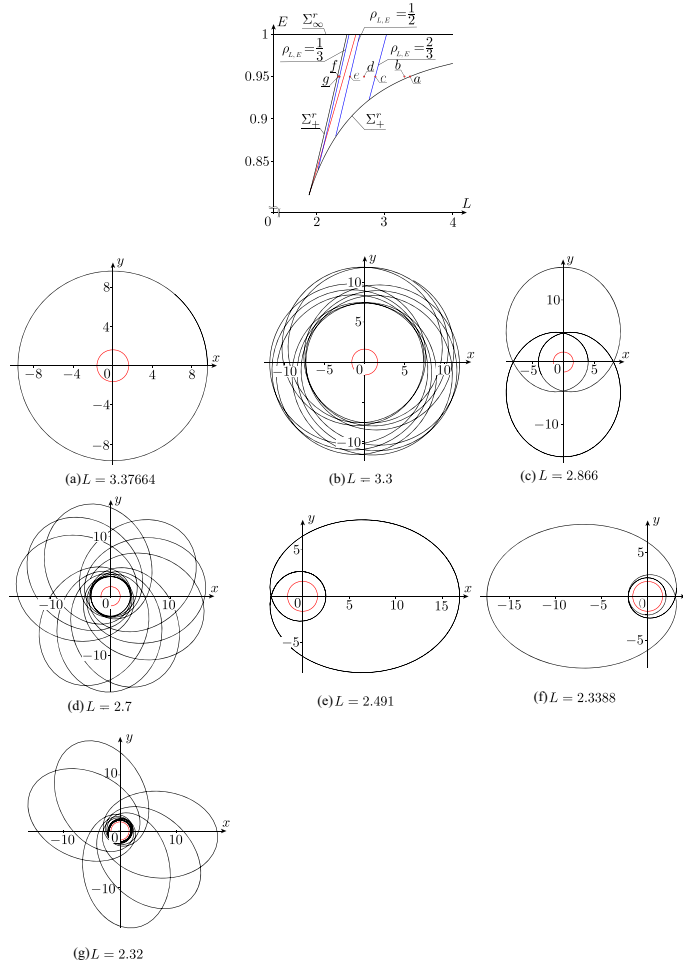 E
Σ^r_∞
ρ_{L,E} = 1/2
1
ρ_{L,E} = 1/3
ρ_{L,E} = 2/3
f
d
b
0.95
g
e
c
a
0.9
Σ^r_+
Σ^r_+
0.85
0
2
3
4
L
y
8
4
−8
−4
0
4
8
x
−4
−8
(a) L = 3.37664
y
10
5
−10
−5
0
5
10
x
−10
(b) L = 3.3
y
10
−5
0
5
x
−10
(c) L = 2.866
y
10
−10
0
10
x
−10
(d) L = 2.7
y
5
0
5
10
15
x
−5
(e) L = 2.491
y
5
−15
−10
−5
0
x
−5
(f) L = 2.3388
y
10
−10
0
10
x
−10
(g) L = 2.32